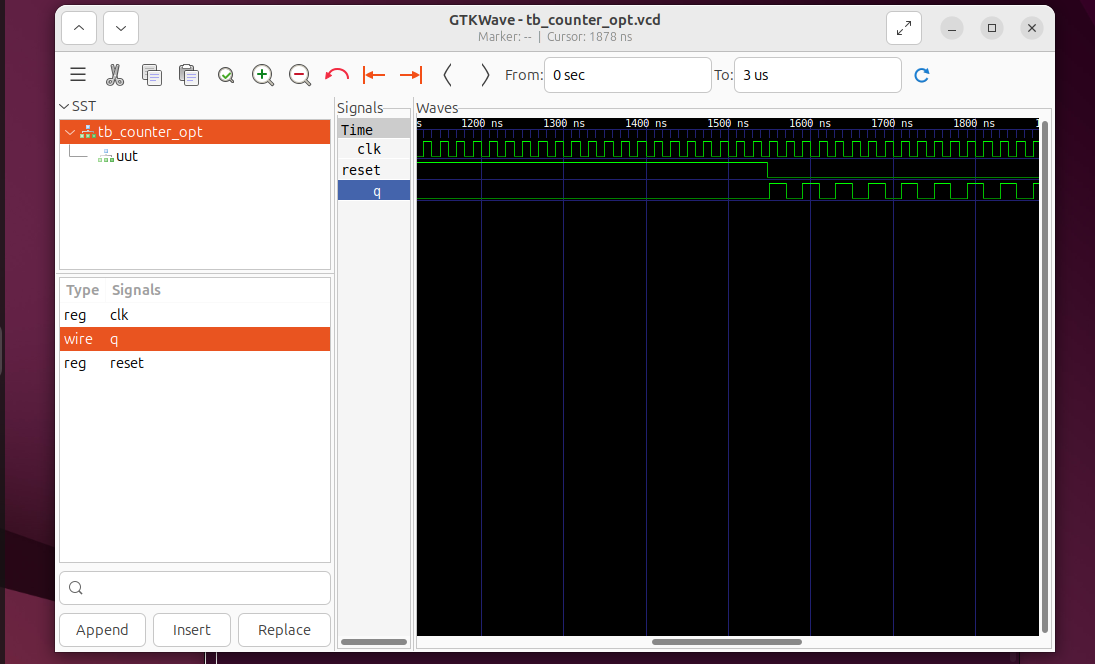 GTKWave - tb_counter_opt.vcd
Marker: -- | Cursor: 1878 ns
From: 0 sec To: 3 us
SST
tb_counter_opt
uut
Type Signals
reg clk
wire q
reg reset
Append Insert Replace
Signals
Time
clk
reset
q
Waves
s 1200 ns 1300 ns 1400 ns 1500 ns 1600 ns 1700 ns 1800 ns